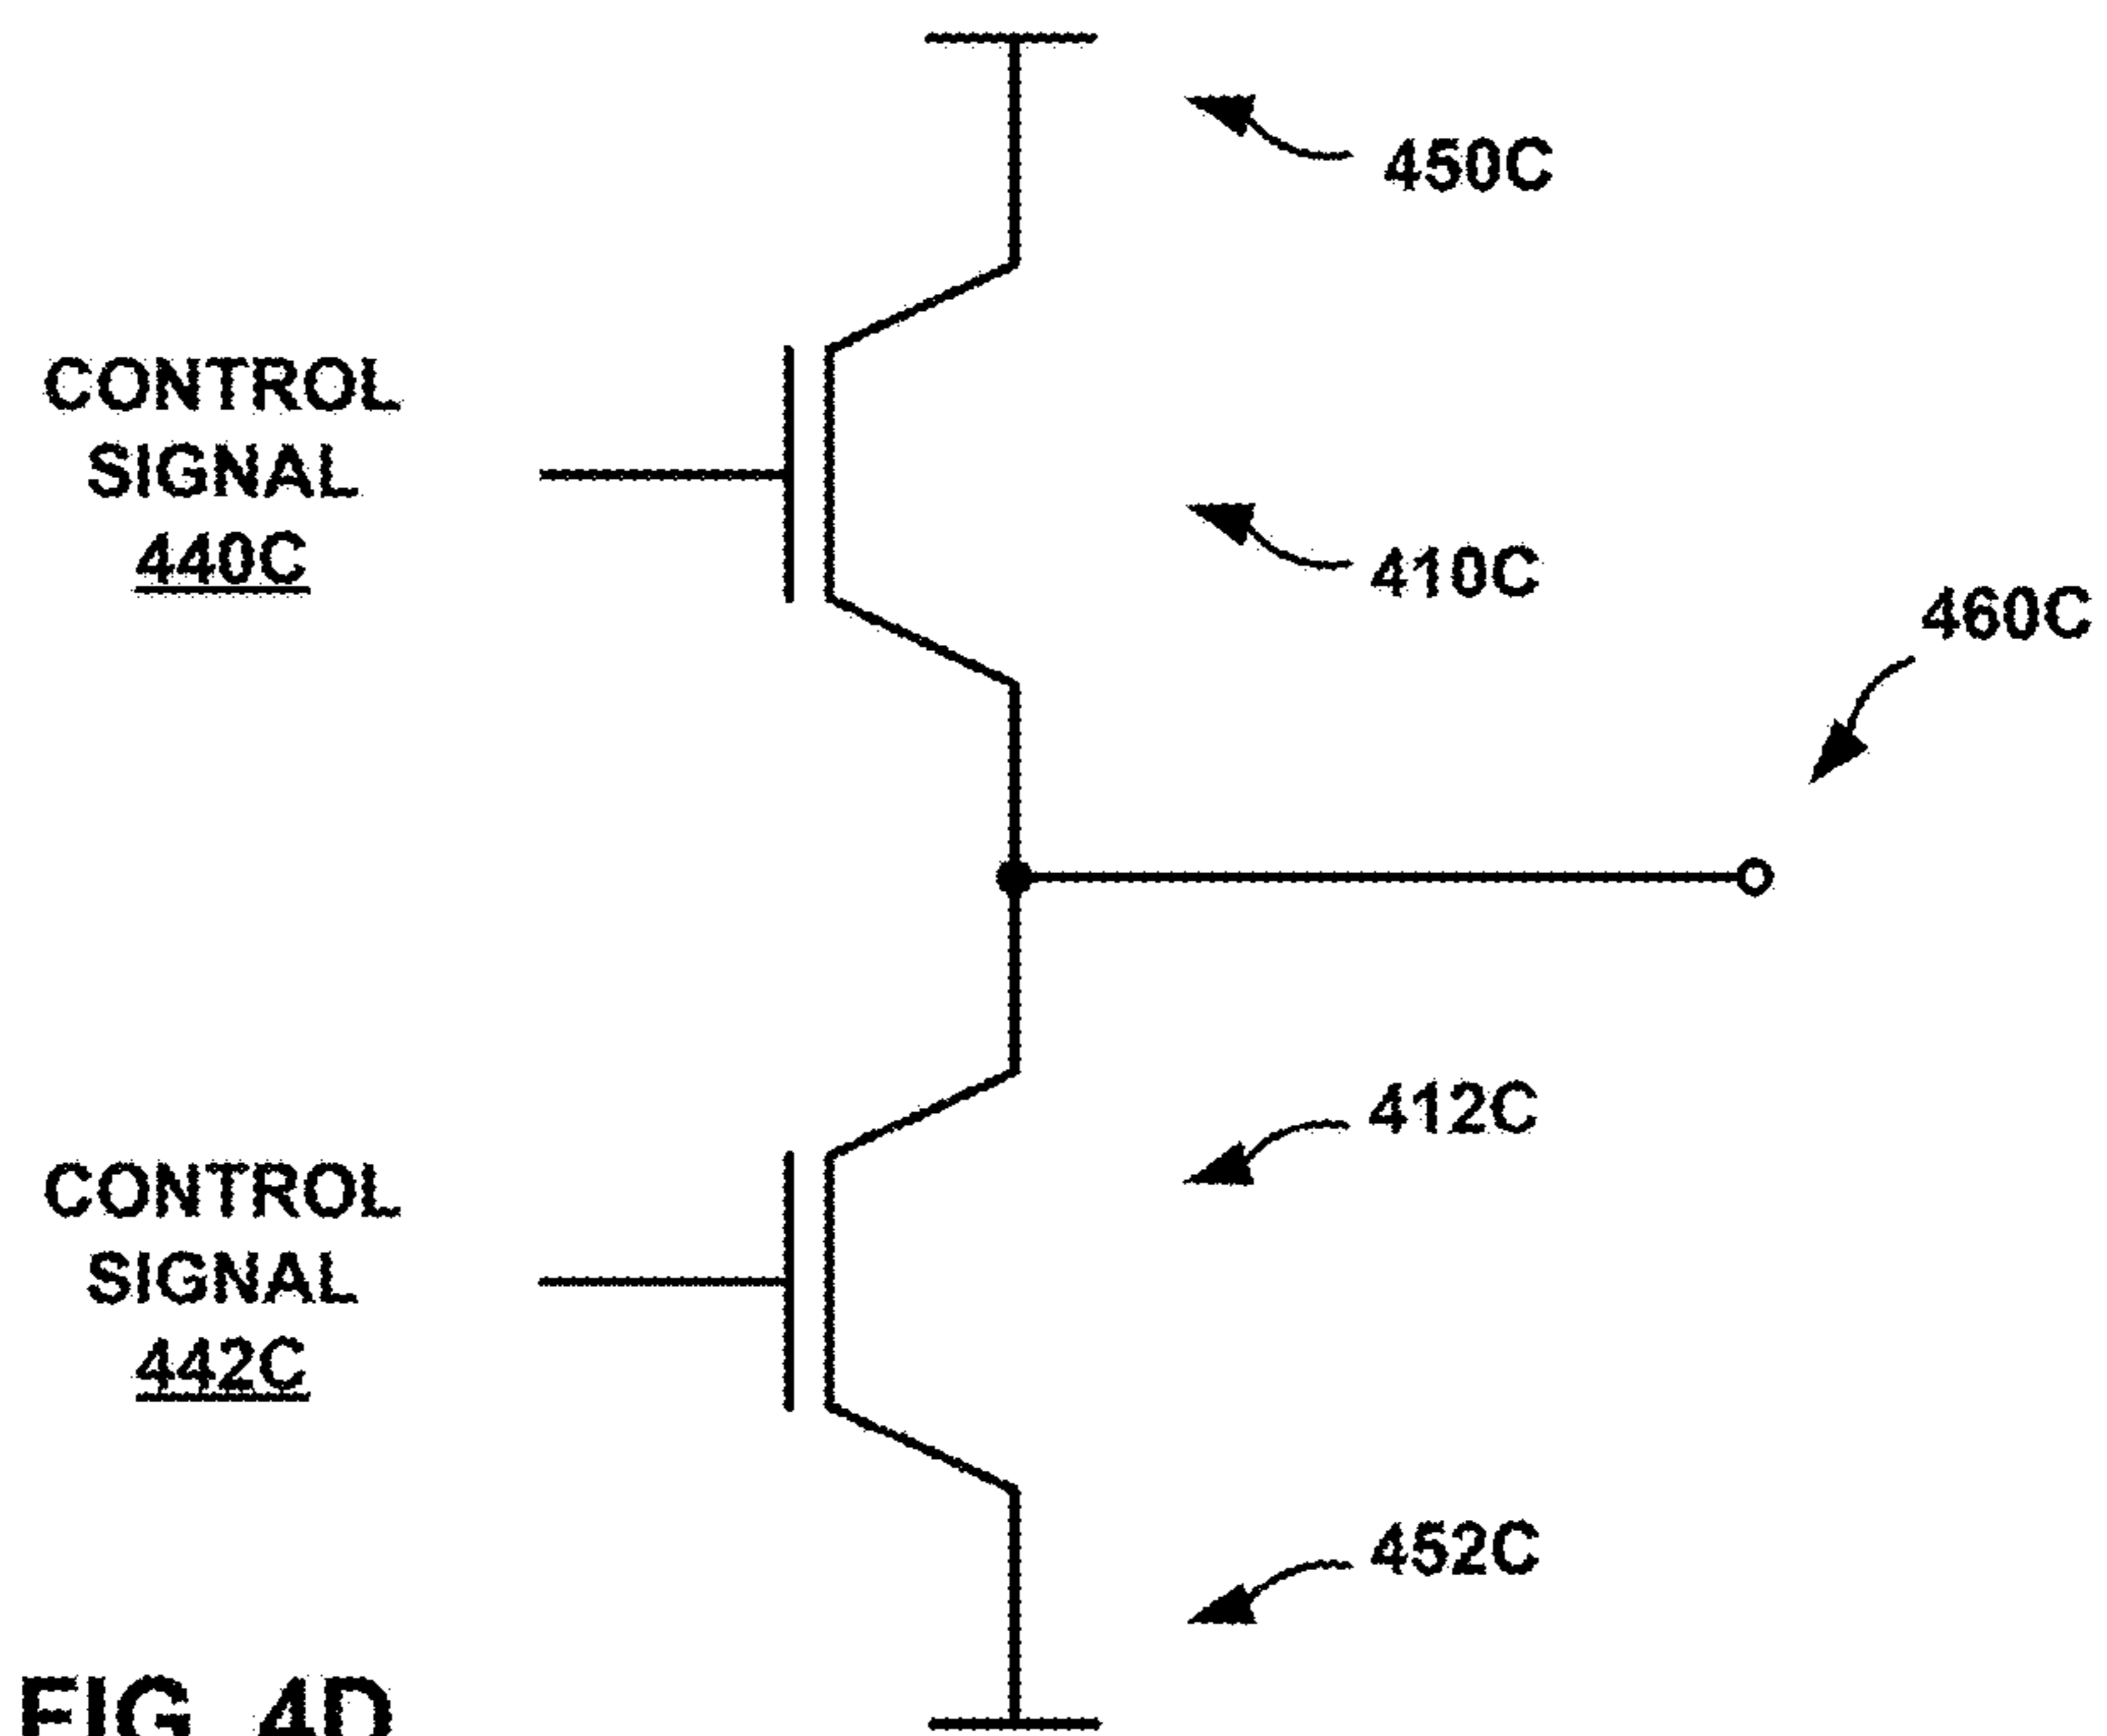 450C
CONTROL
SIGNAL
440C
410C
460C
412C
CONTROL
SIGNAL
442C
452C
FIG 4D